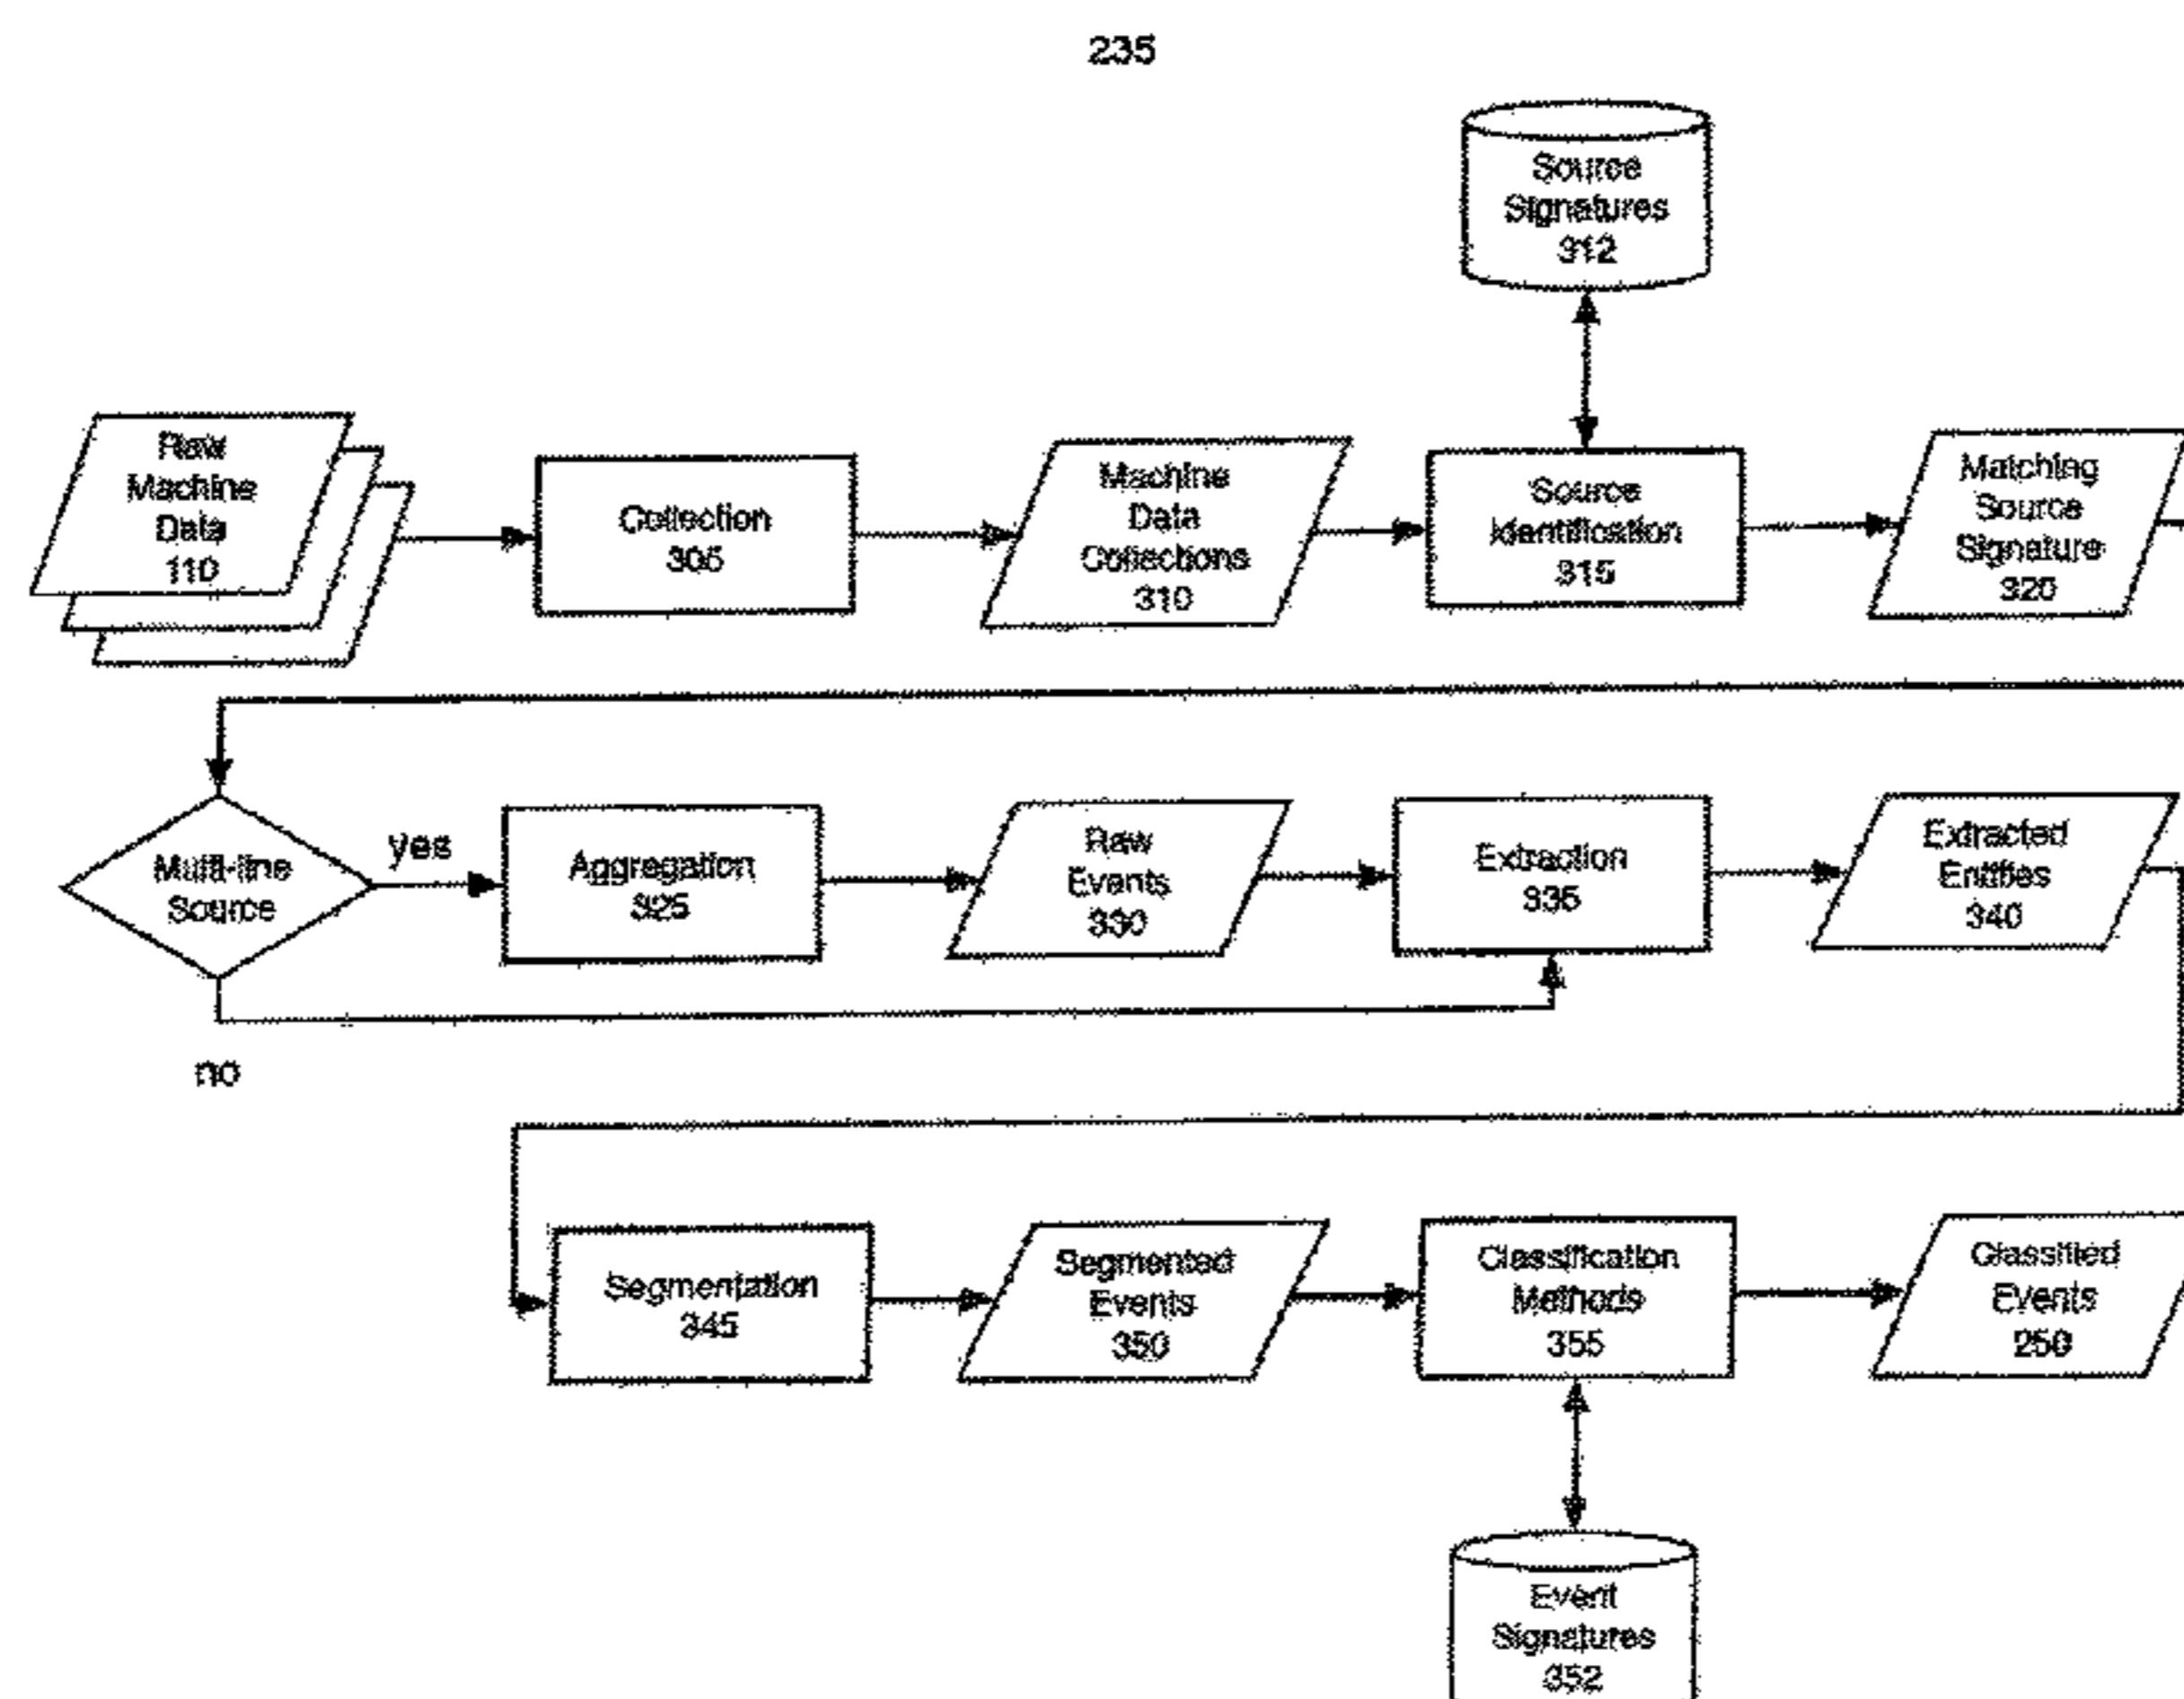 235
Source
Signatures
312
Raw
Machine
Data
110
Collection
305
Machine
Data
Collections
310
Source
Identification
315
Matching
Source
Signature
320
Multi-line
Source
yes
Aggregation
325
Raw
Events
330
Extraction
335
Extracted
Entities
340
no
Segmentation
345
Segmented
Events
350
Classification
Methods
355
Classified
Events
250
Event
Signatures
352